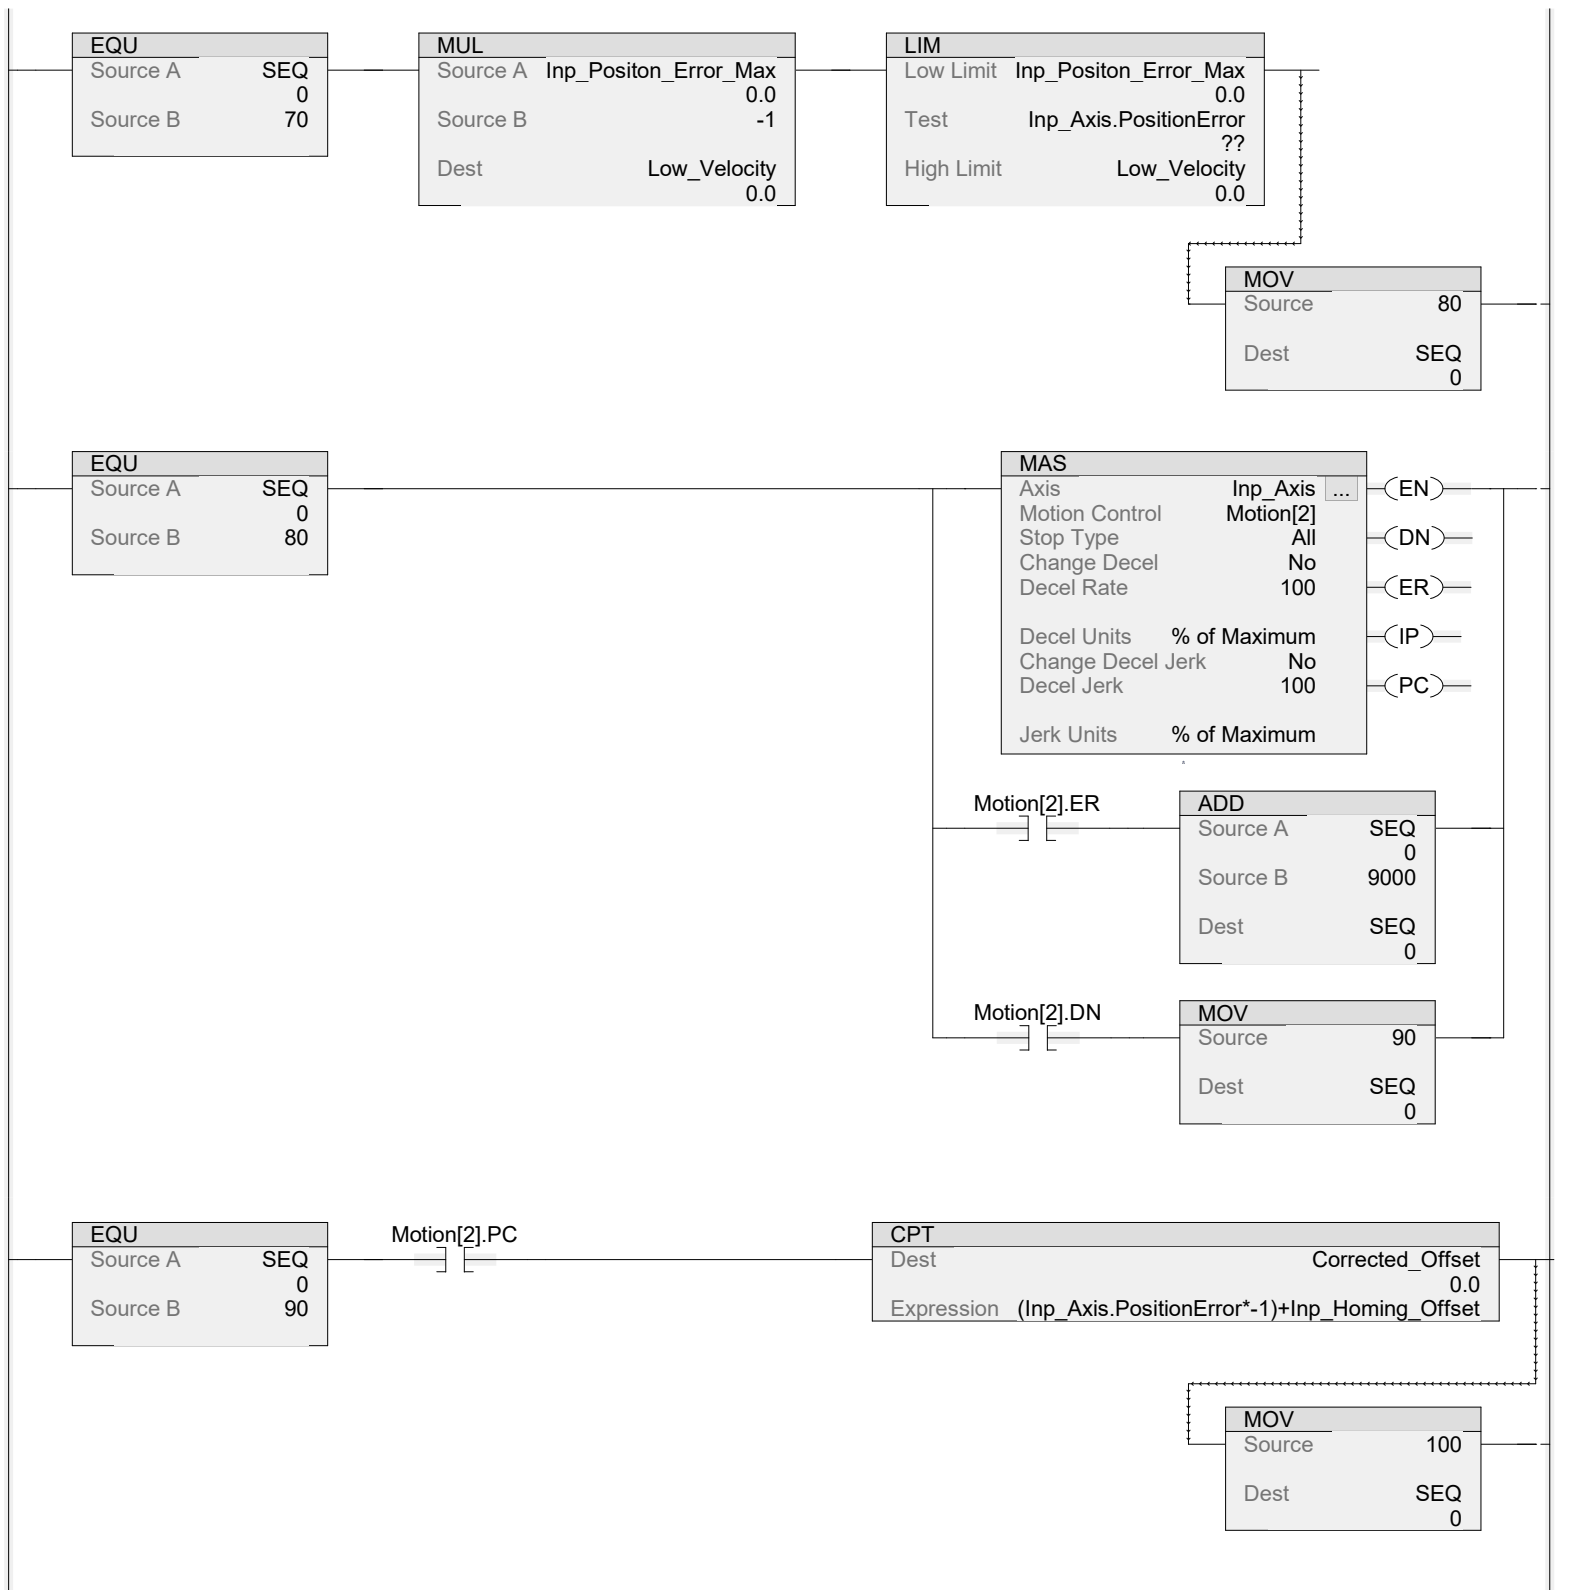 EQU
Source A SEQ
0
Source B 70
MUL
Source A Inp_Positon_Error_Max
0.0
Source B -1
Dest Low_Velocity
0.0
LIM
Low Limit Inp_Positon_Error_Max
0.0
Test Inp_Axis.PositionError
??
High Limit Low_Velocity
0.0
MOV
Source 80
Dest SEQ
0
EQU
Source A SEQ
0
Source B 80
MAS
Axis Inp_Axis ...
Motion Control Motion[2]
Stop Type All
Change Decel No
Decel Rate 100
Decel Units % of Maximum
Change Decel Jerk No
Decel Jerk 100
Jerk Units % of Maximum
EN
DN
ER
IP
PC
Motion[2].ER
ADD
Source A SEQ
0
Source B 9000
Dest SEQ
0
Motion[2].DN
MOV
Source 90
Dest SEQ
0
EQU
Source A SEQ
0
Source B 90
Motion[2].PC
CPT
Dest Corrected_Offset
0.0
Expression (Inp_Axis.PositionError*-1)+Inp_Homing_Offset
MOV
Source 100
Dest SEQ
0